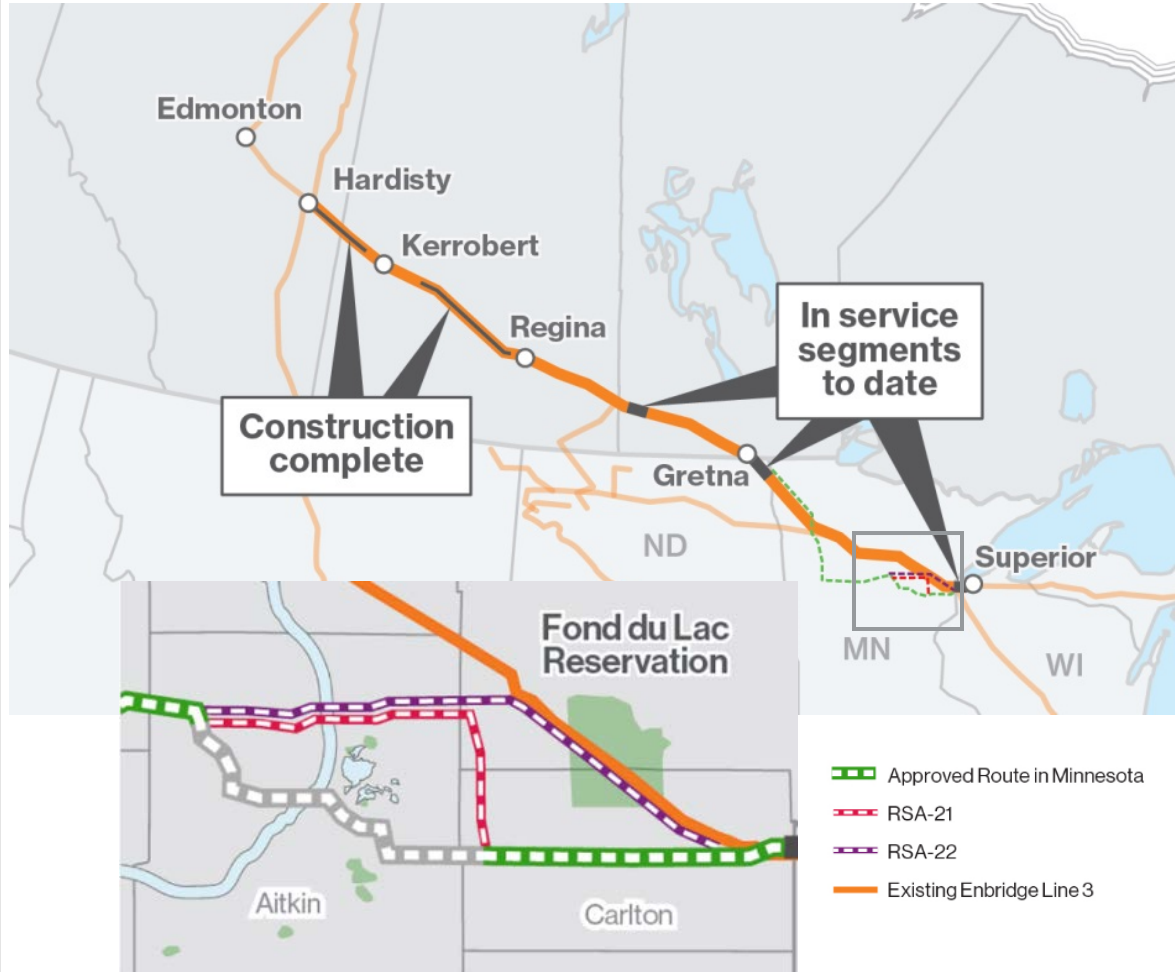 Edmonton
Hardisty
Kerrobert
Regina
In service
segments
to date
Construction
complete
Gretna
ND
Superior
MN
WI
Fond du Lac
Reservation
Aitkin
Carlton
Approved Route in Minnesota
RSA-21
RSA-22
Existing Enbridge Line 3